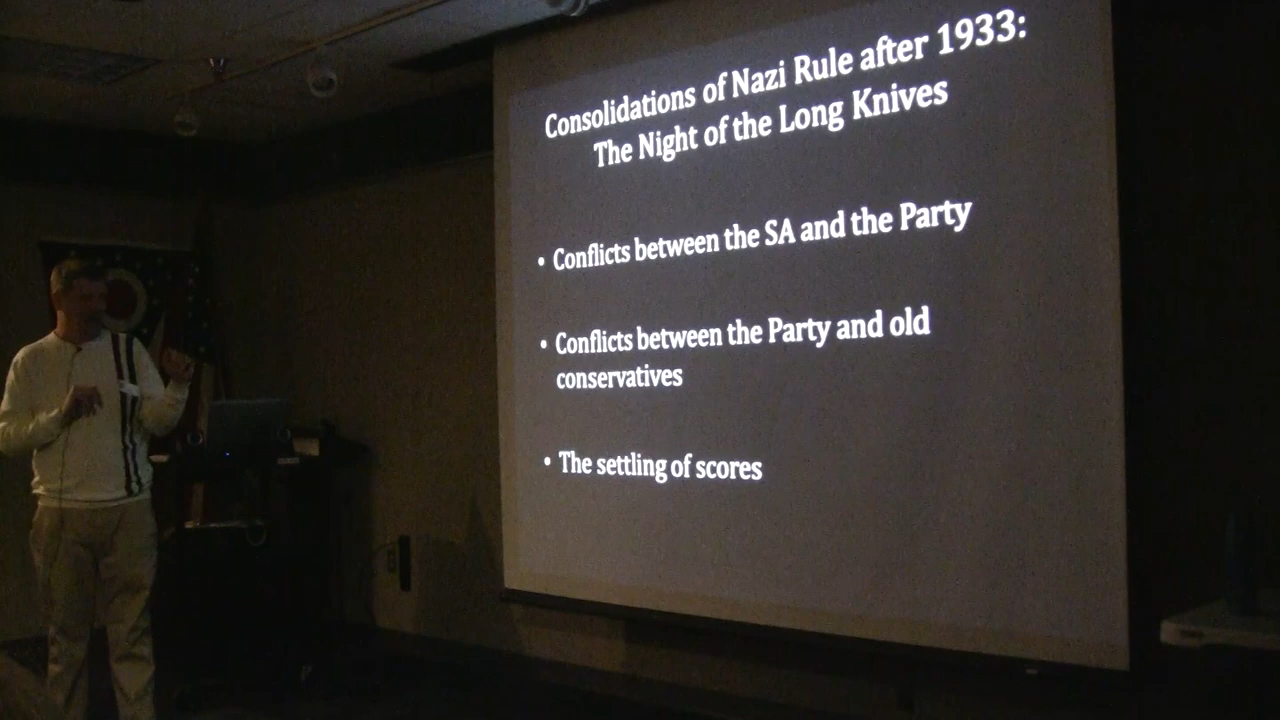 Consolidations of Nazi Rule after 1933:
The Night of the Long Knives
• Conflicts between the SA and the Party
• Conflicts between the Party and old
conservatives
• The settling of scores